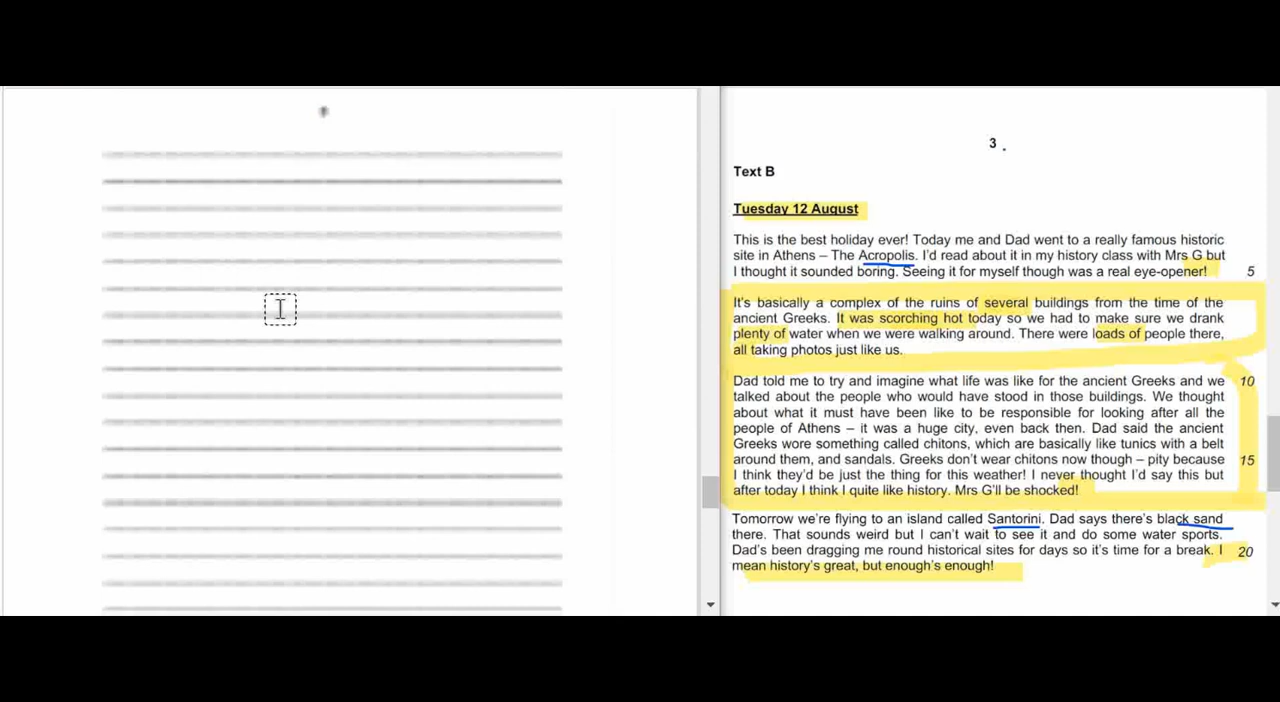 3 .
Text B
Tuesday 12 August
This is the best holiday ever! Today me and Dad went to a really famous historic
site in Athens – The Acropolis. I'd read about it in my history class with Mrs G but
I thought it sounded boring. Seeing it for myself though was a real eye-opener! 5
It's basically a complex of the ruins of several buildings from the time of the
ancient Greeks. It was scorching hot today so we had to make sure we drank
plenty of water when we were walking around. There were loads of people there,
all taking photos just like us.
Dad told me to try and imagine what life was like for the ancient Greeks and we 10
talked about the people who would have stood in those buildings. We thought
about what it must have been like to be responsible for looking after all the
people of Athens – it was a huge city, even back then. Dad said the ancient
Greeks wore something called chitons, which are basically like tunics with a belt
around them, and sandals. Greeks don't wear chitons now though – pity because 15
I think they'd be just the thing for this weather! I never thought I'd say this but
after today I think I quite like history. Mrs G'll be shocked!
Tomorrow we're flying to an island called Santorini. Dad says there's black sand
there. That sounds weird but I can't wait to see it and do some water sports.
Dad's been dragging me round historical sites for days so it's time for a break. I 20
mean history's great, but enough's enough!